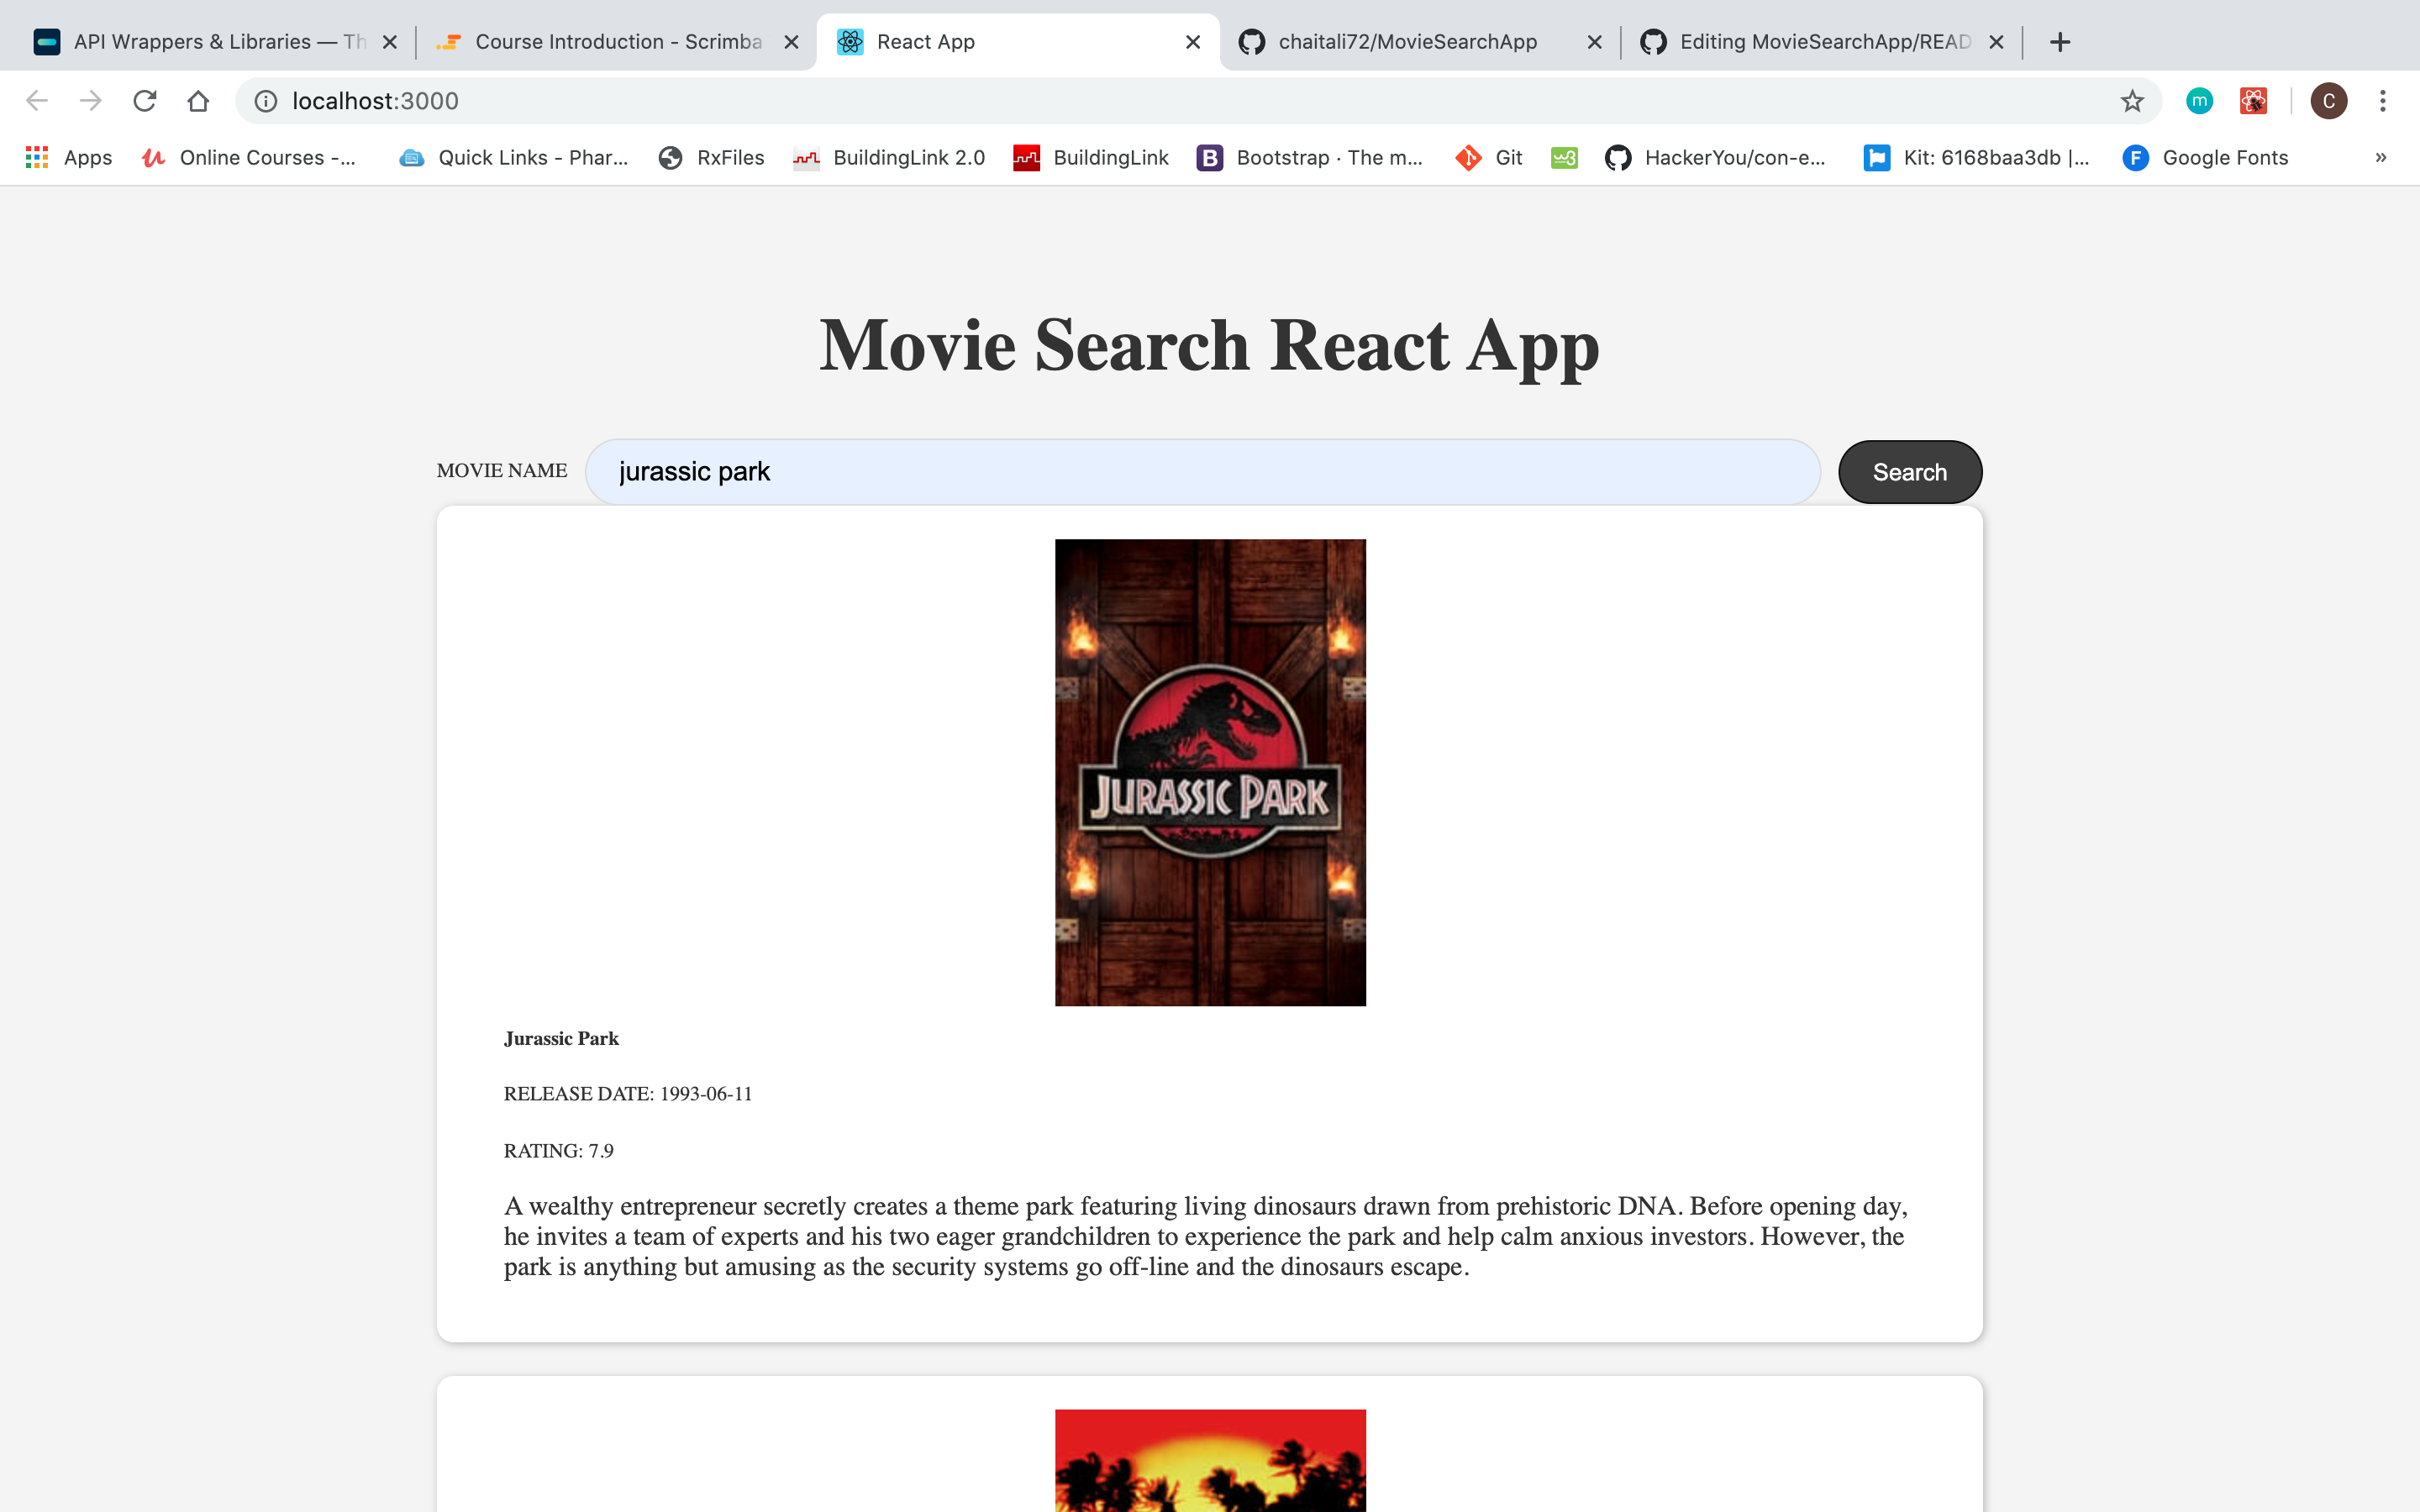 API Wrappers & Libraries — Th
Course Introduction - Scrimba
React App
chaitali72/MovieSearchApp
Editing MovieSearchApp/READ
localhost:3000
m
C
Apps
Online Courses -...
Quick Links - Phar...
RxFiles
BuildingLink 2.0
BuildingLink
B
Bootstrap · The m...
Git
w3
HackerYou/con-e...
Kit: 6168baa3db |...
F
Google Fonts
»
Movie Search React App
MOVIE NAME
jurassic park
Search
JURASSIC PARK
Jurassic Park
RELEASE DATE: 1993-06-11
RATING: 7.9
A wealthy entrepreneur secretly creates a theme park featuring living dinosaurs drawn from prehistoric DNA. Before opening day,
he invites a team of experts and his two eager grandchildren to experience the park and help calm anxious investors. However, the
park is anything but amusing as the security systems go off-line and the dinosaurs escape.